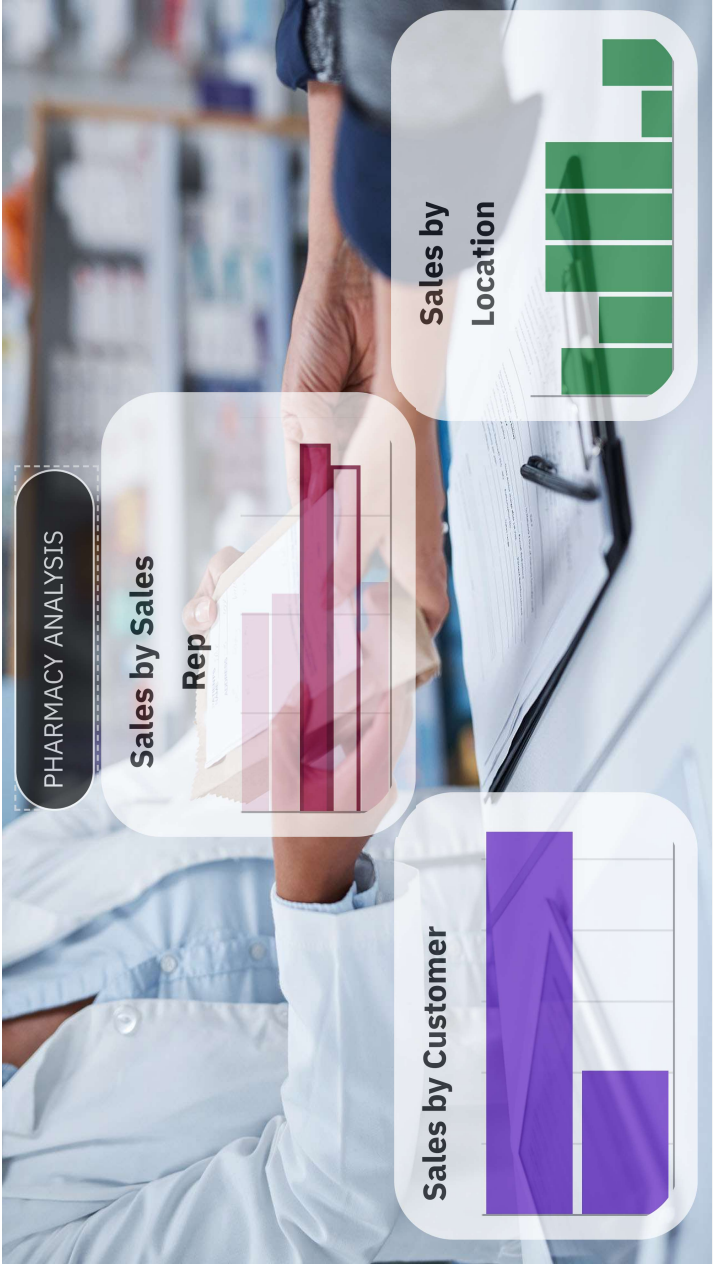 PHARMACY ANALYSIS
Sales by Sales
Rep
Sales by Customer
Sales by
Location